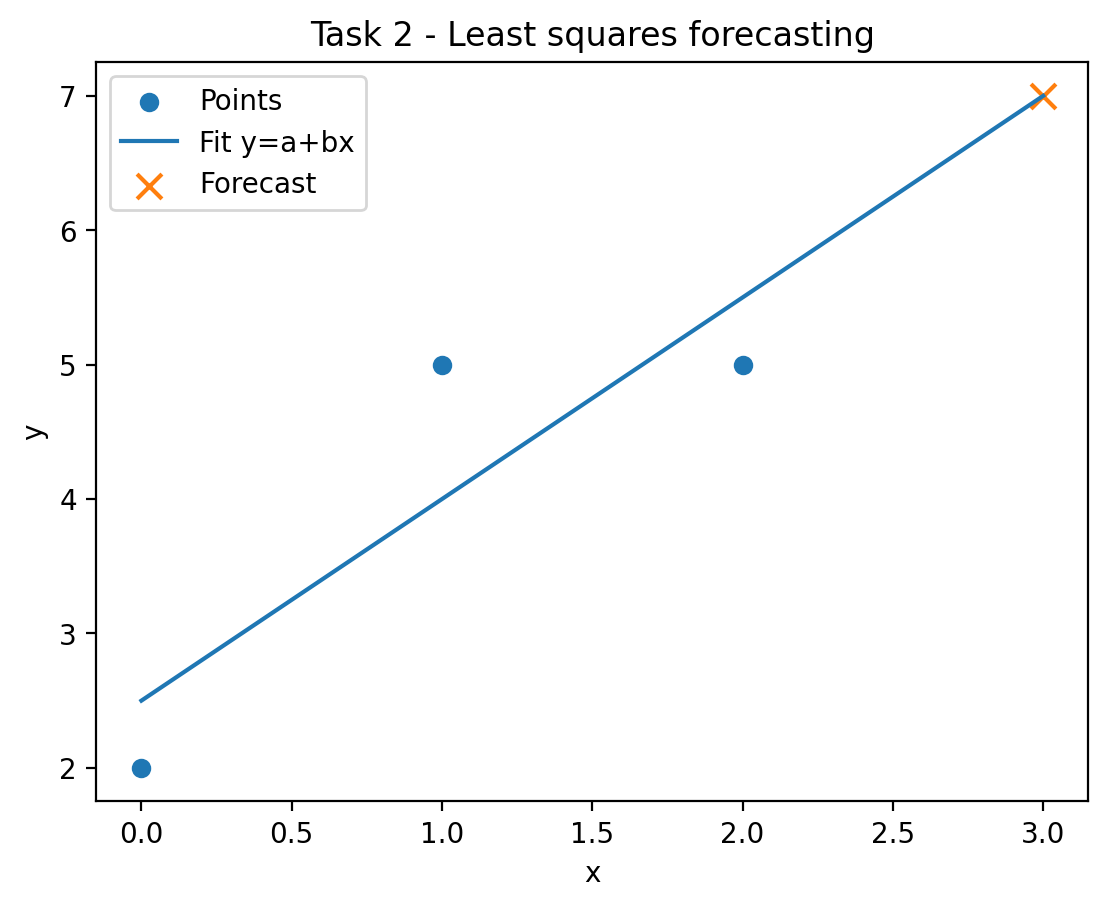 Task 2 - Least squares forecasting
Points
Fit y=a+bx
Forecast
7
6
5
4
3
2
y
0.0 0.5 1.0 1.5 2.0 2.5 3.0
x